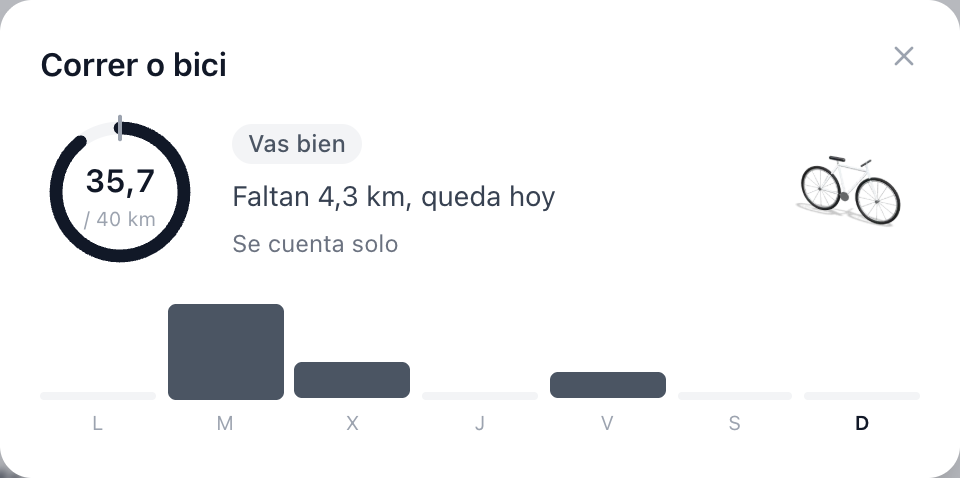 Correr o bici
35,7
/ 40 km
Vas bien
Faltan 4,3 km, queda hoy
Se cuenta solo
L M X J V S D